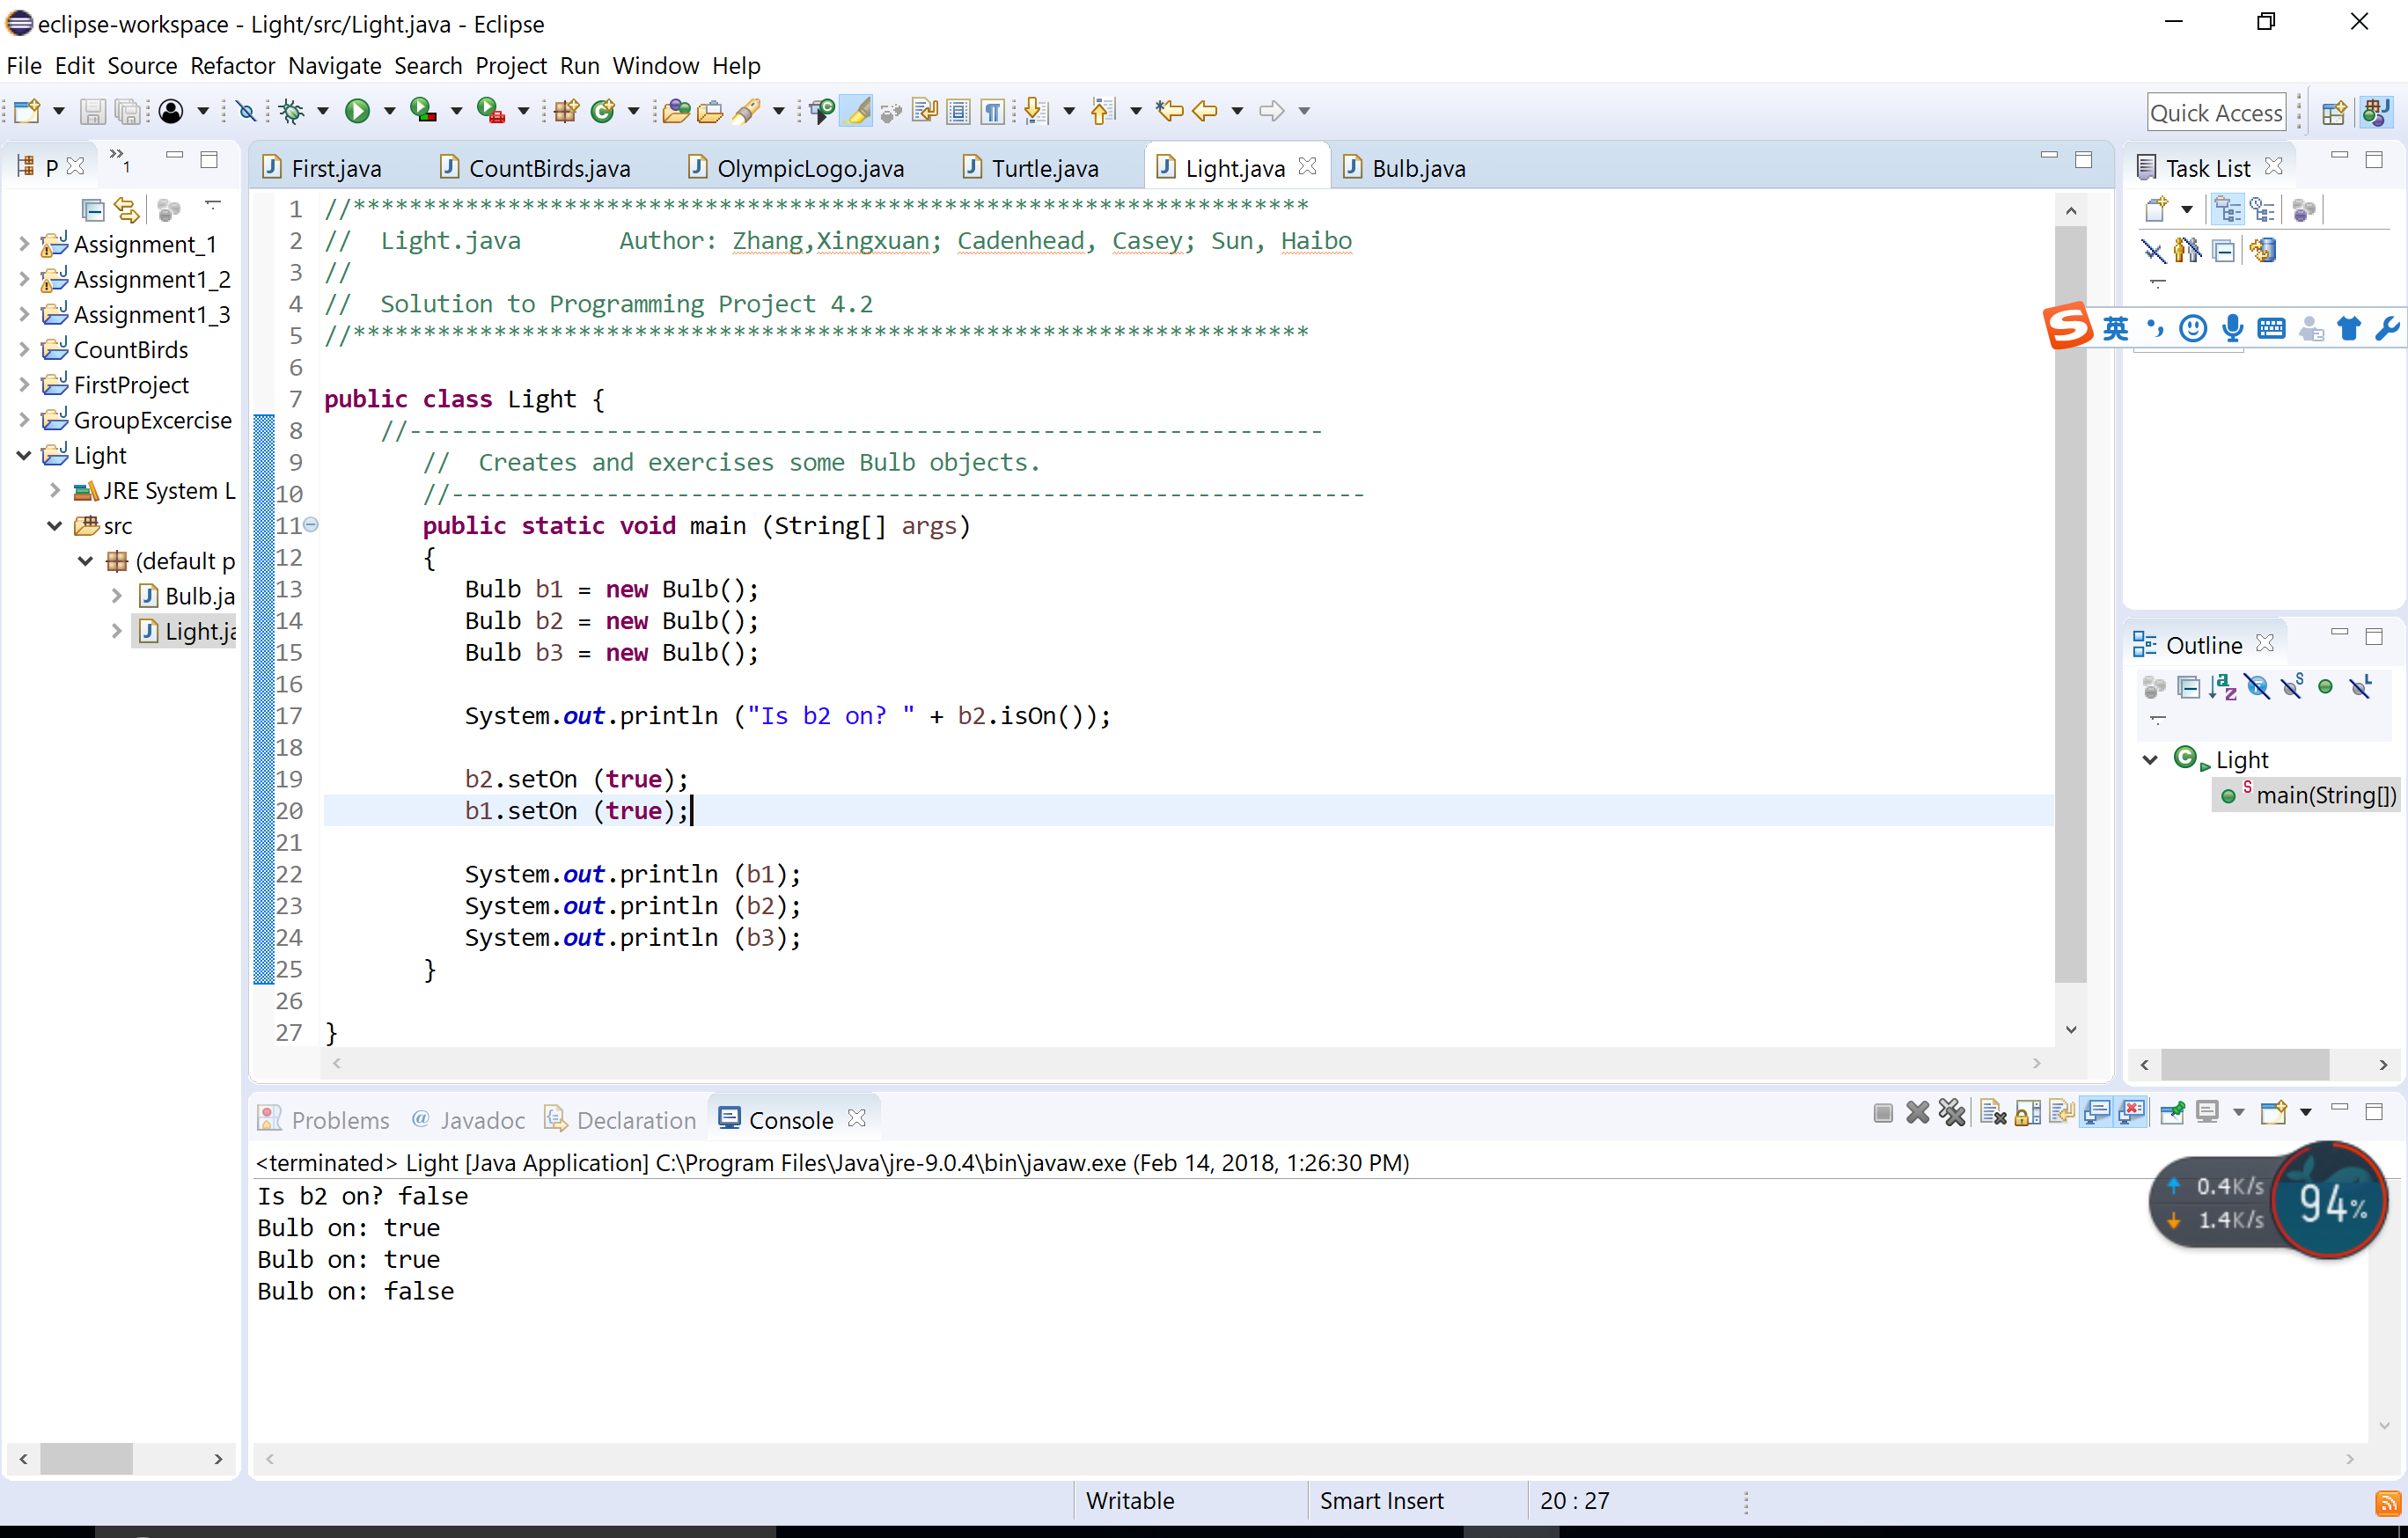 eclipse-workspace - Light/src/Light.java - Eclipse
File Edit Source Refactor Navigate Search Project Run Window Help
Quick Access
P
1
First.java CountBirds.java OlympicLogo.java Turtle.java Light.java Bulb.java
Task List
Assignment_1
Assignment1_2
Assignment1_3
CountBirds
FirstProject
GroupExcercise
Light
JRE System L
src
(default p
Bulb.ja
Light.ja
1 //********************************************************************
2 //  Light.java       Author: Zhang,Xingxuan; Cadenhead, Casey; Sun, Haibo
3 //
4 //  Solution to Programming Project 4.2
5 //********************************************************************
6
7 public class Light {
8 //-----------------------------------------------------------------
9 //  Creates and exercises some Bulb objects.
10 //-----------------------------------------------------------------
11 public static void main (String[] args)
12 {
13 Bulb b1 = new Bulb();
14 Bulb b2 = new Bulb();
15 Bulb b3 = new Bulb();
16
17 System.out.println ("Is b2 on? " + b2.isOn());
18
19 b2.setOn (true);
20 b1.setOn (true);
21
22 System.out.println (b1);
23 System.out.println (b2);
24 System.out.println (b3);
25 }
26
27 }
英
Outline
Light
main(String[])
Problems @ Javadoc Declaration Console
<terminated> Light [Java Application] C:\Program Files\Java\jre-9.0.4\bin\javaw.exe (Feb 14, 2018, 1:26:30 PM)
Is b2 on? false
Bulb on: true
Bulb on: true
Bulb on: false
0.4K/s
1.4K/s
94%
Writable Smart Insert 20 : 27